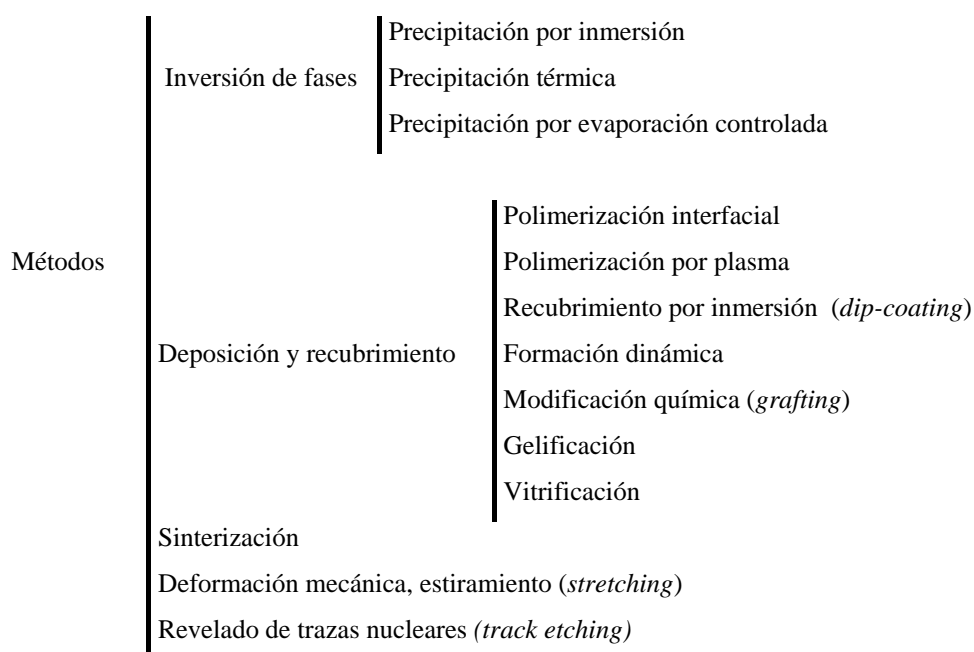 Precipitación por inmersión
Inversión de fases
Precipitación térmica
Precipitación por evaporación controlada
Polimerización interfacial
Métodos
Polimerización por plasma
Recubrimiento por inmersión (dip-coating)
Deposición y recubrimiento
Formación dinámica
Modificación química (grafting)
Gelificación
Vitrificación
Sinterización
Deformación mecánica, estiramiento (stretching)
Revelado de trazas nucleares (track etching)